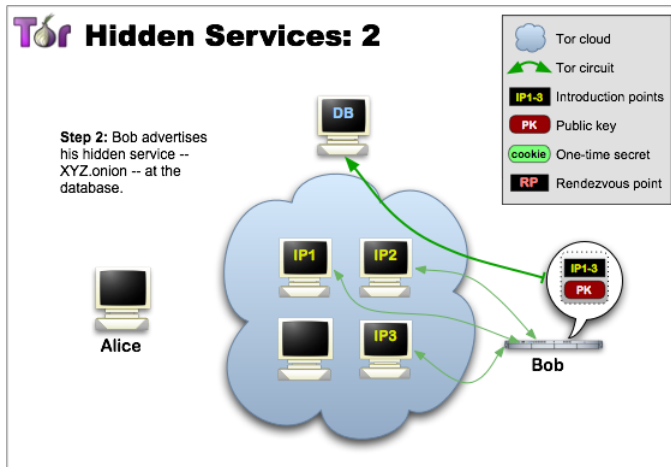 Tor Hidden Services: 2
Step 2: Bob advertises
his hidden service --
XYZ.onion -- at the
database.
DB
Tor cloud
Tor circuit
IP1-3 Introduction points
PK Public key
cookie One-time secret
RP Rendezvous point
IP1 IP2
IP3
IP1-3
PK
Alice
Bob